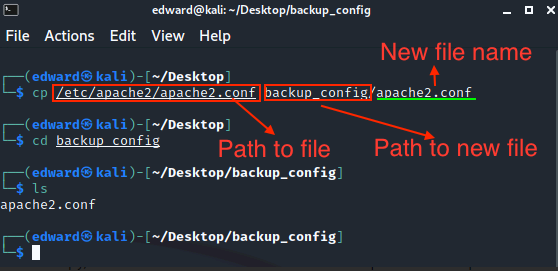 edward@kali: ~/Desktop/backup_config
File Actions Edit View Help
New file name
┌──(edward㉿kali)-[~/Desktop]
└─$ cp /etc/apache2/apache2.conf backup_config/apache2.conf
┌──(edward㉿kali)-[~/Desktop]
└─$ cd backup_config
Path to file
Path to new file
┌──(edward㉿kali)-[~/Desktop/backup_config]
└─$ ls
apache2.conf
┌──(edward㉿kali)-[~/Desktop/backup_config]
└─$